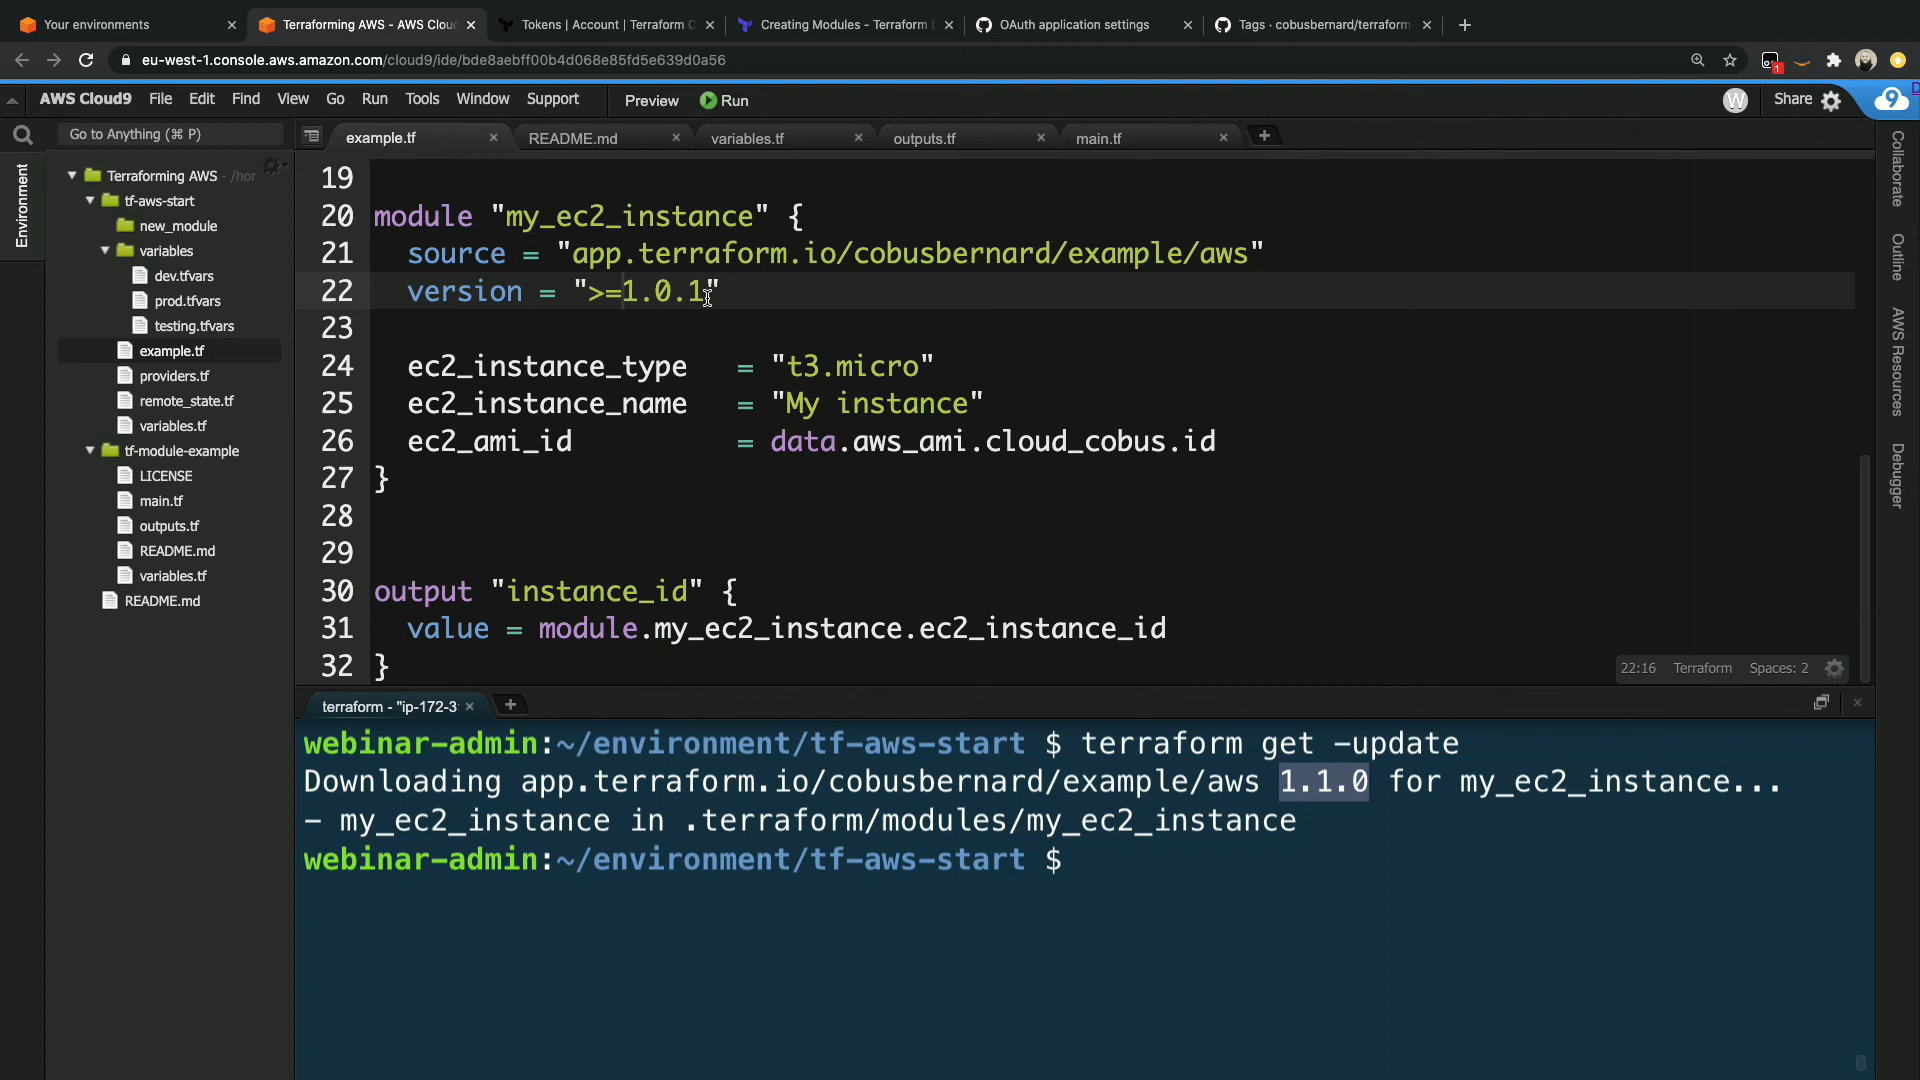 Your environments
Terraforming AWS - AWS Clou
Tokens | Account | Terraform C
Creating Modules - Terraform b
OAuth application settings
Tags · cobusbernard/terraform
eu-west-1.console.aws.amazon.com/cloud9/ide/bde8aebff00b4d068e85fd5e639d0a56
1
AWS Cloud9 File Edit Find View Go Run Tools Window Support Preview Run
W Share 9
Go to Anything (⌘ P)
example.tf README.md variables.tf outputs.tf main.tf
Environment
Terraforming AWS - /hor
tf-aws-start
new_module
variables
dev.tfvars
prod.tfvars
testing.tfvars
example.tf
providers.tf
remote_state.tf
variables.tf
tf-module-example
LICENSE
main.tf
outputs.tf
README.md
variables.tf
README.md
19
20 module "my_ec2_instance" {
21 source = "app.terraform.io/cobusbernard/example/aws"
22 version = ">=1.0.1"
23
24 ec2_instance_type = "t3.micro"
25 ec2_instance_name = "My instance"
26 ec2_ami_id = data.aws_ami.cloud_cobus.id
27 }
28
29
30 output "instance_id" {
31 value = module.my_ec2_instance.ec2_instance_id
32 }
22:16 Terraform Spaces: 2
Collaborate
Outline
AWS Resources
Debugger
terraform - "ip-172-3
webinar-admin:~/environment/tf-aws-start $ terraform get -update
Downloading app.terraform.io/cobusbernard/example/aws 1.1.0 for my_ec2_instance...
- my_ec2_instance in .terraform/modules/my_ec2_instance
webinar-admin:~/environment/tf-aws-start $